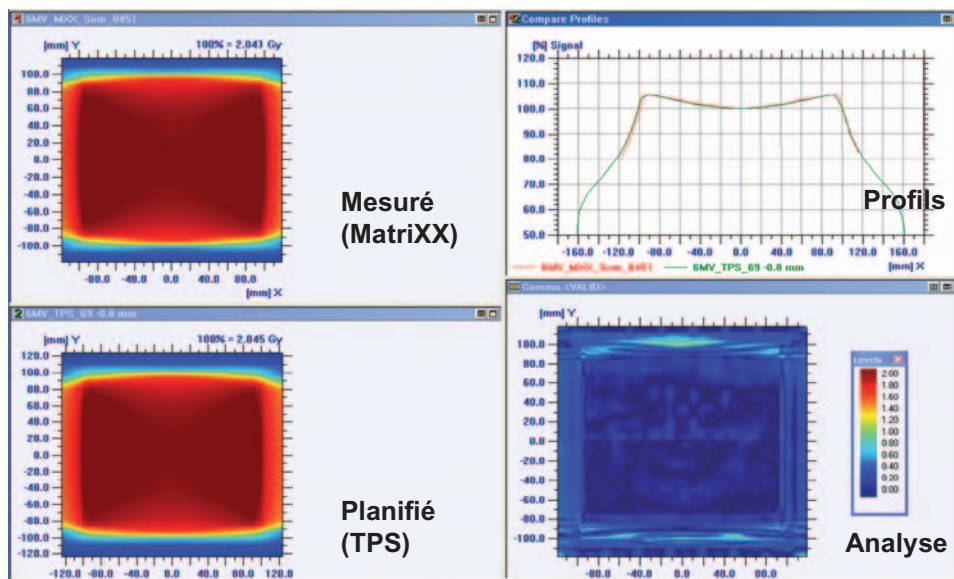 6MV_MXX_Sum_0451
[mm] Y
100% = 2.043 Gy
100.0
80.0
60.0
40.0
20.0
0.0
-20.0
-40.0
-60.0
-80.0
-100.0
-80.0 -40.0 0.0 40.0 80.0
[mm] X
Mesuré
(MatriXX)
Compare Profiles
[%] Signal
120.0
110.0
100.0
90.0
80.0
70.0
60.0
50.0
-160.0 -120.0 -80.0 -40.0 0.0 40.0 80.0 120.0 160.0
6MV_MXX_Sum_0451 6MV_TPS_69 -0.8 mm [mm] X
Profils
2 6MV_TPS_69 -0.8 mm
[mm] Y
100% = 2.045 Gy
120.0
100.0
80.0
60.0
40.0
20.0
0.0
-20.0
-40.0
-60.0
-80.0
-100.0
-120.0
120.0 -80.0 -40.0 0.0 40.0 80.0 120.0
Planifié
(TPS)
Gamma <VALID>
[mm] Y
100.0
80.0
60.0
40.0
20.0
0.0
-20.0
-40.0
-60.0
-80.0
-100.0
-80.0 -40.0 0.0 40.0 80.0
[mm] X
Levels
2.00
1.80
1.60
1.40
1.20
1.00
0.80
0.60
0.40
0.20
0.00
Analyse